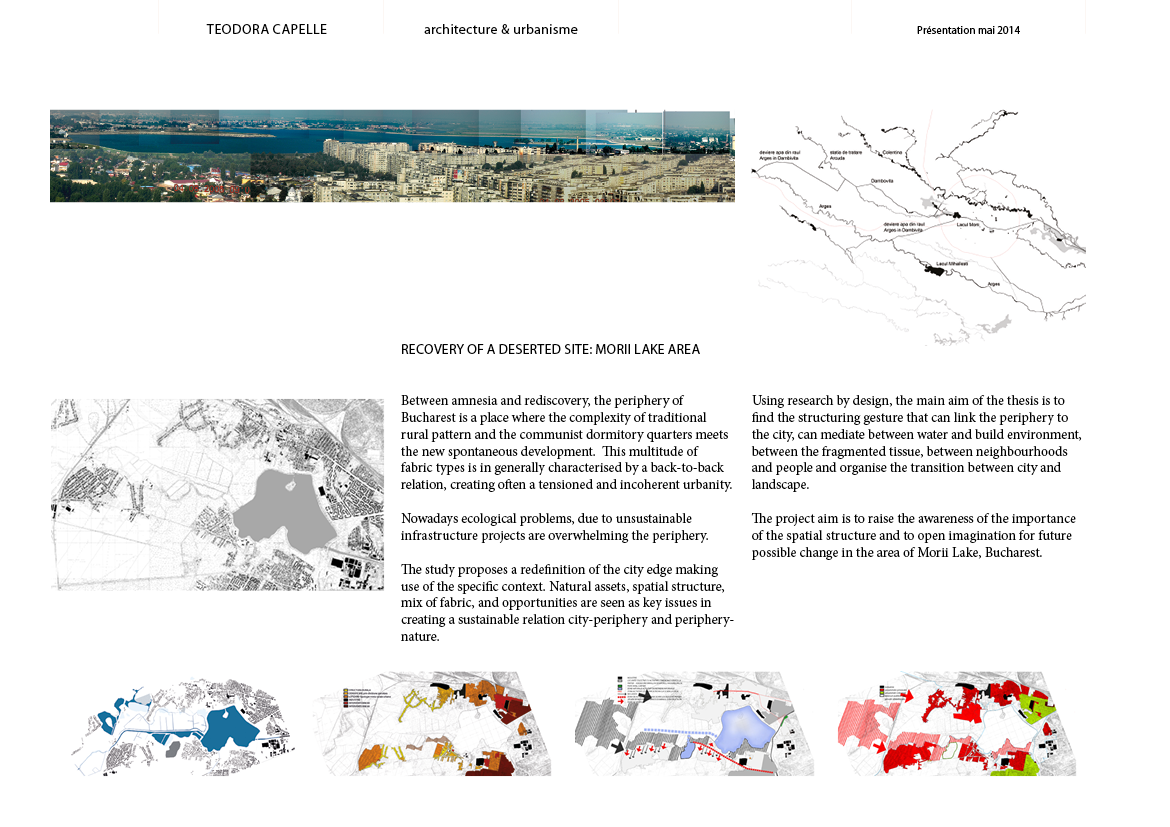 TEODORA CAPELLE
architecture & urbanisme
Présentation mai 2014
deviere apa din raul
Arges in Dambivita
statie de tratare
Arcuda
Colentina
Dambovita
Arges
deviere apa din raul
Arges in Dambivita
Lacul Morii
Lacul Mihailesti
Arges
RECOVERY OF A DESERTED SITE: MORII LAKE AREA
Between amnesia and rediscovery, the periphery of
Bucharest is a place where the complexity of traditional
rural pattern and the communist dormitory quarters meets
the new spontaneous development.  This multitude of
fabric types is in generally characterised by a back-to-back
relation, creating often a tensioned and incoherent urbanity.
Nowadays ecological problems, due to unsustainable
infrastructure projects are overwhelming the periphery.
The study proposes a redefinition of the city edge making
use of the specific context. Natural assets, spatial structure,
mix of fabric, and opportunities are seen as key issues in
creating a sustainable relation city-periphery and periphery-
nature.
Using research by design, the main aim of the thesis is to
find the structuring gesture that can link the periphery to
the city, can mediate between water and build environment,
between the fragmented tissue, between neighbourhoods
and people and organise the transition between city and
landscape.
The project aim is to raise the awareness of the importance
of the spatial structure and to open imagination for future
possible change in the area of Morii Lake, Bucharest.